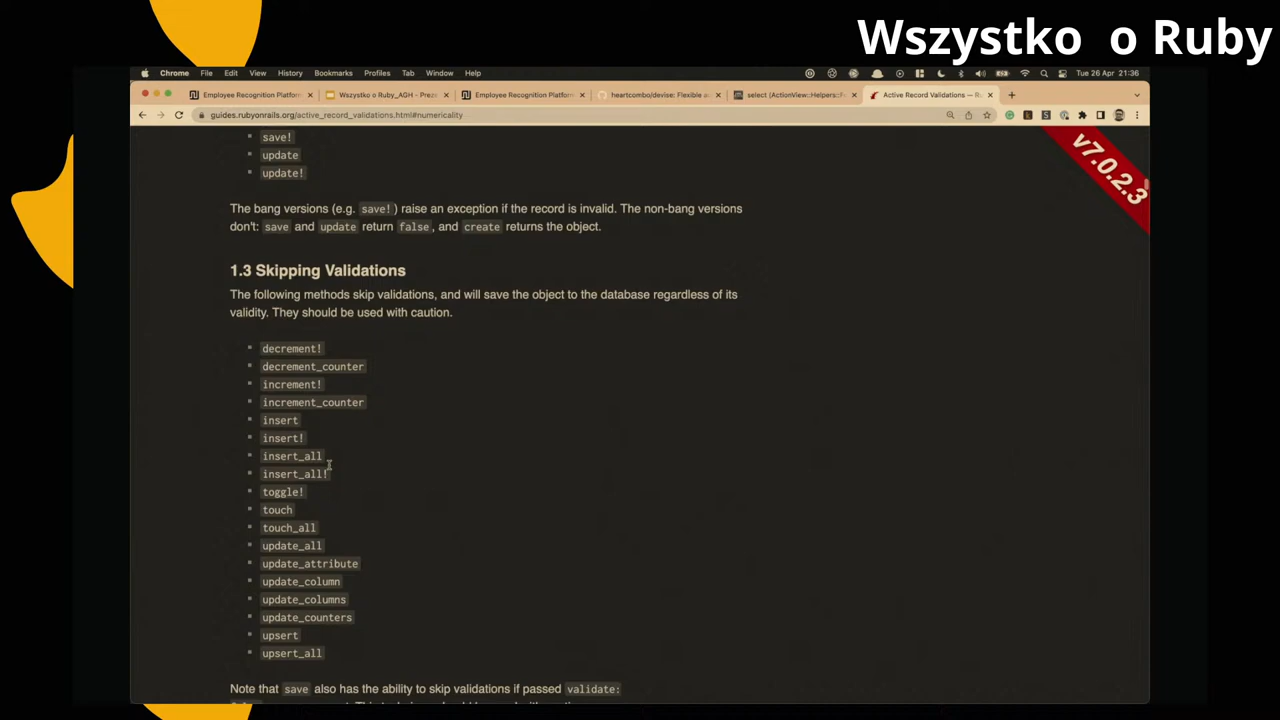 Wszystko o Ruby
Chrome File Edit View History Bookmarks Profiles Tab Window Help Tue 26 Apr 21:36
Employee Recognition Platform Wszystko o Ruby_AGH - Prez Employee Recognition Platform heartcombo/devise: Flexible a select (ActionView::Helpers::F Active Record Validations — R
guides.rubyonrails.org/active_record_validations.html#numericality
save!
update
update!
v7.0.2.3
The bang versions (e.g. save!) raise an exception if the record is invalid. The non-bang versions
don't: save and update return false, and create returns the object.
1.3 Skipping Validations
The following methods skip validations, and will save the object to the database regardless of its
validity. They should be used with caution.
decrement!
decrement_counter
increment!
increment_counter
insert
insert!
insert_all
insert_all!
toggle!
touch
touch_all
update_all
update_attribute
update_column
update_columns
update_counters
upsert
upsert_all
Note that save also has the ability to skip validations if passed validate: